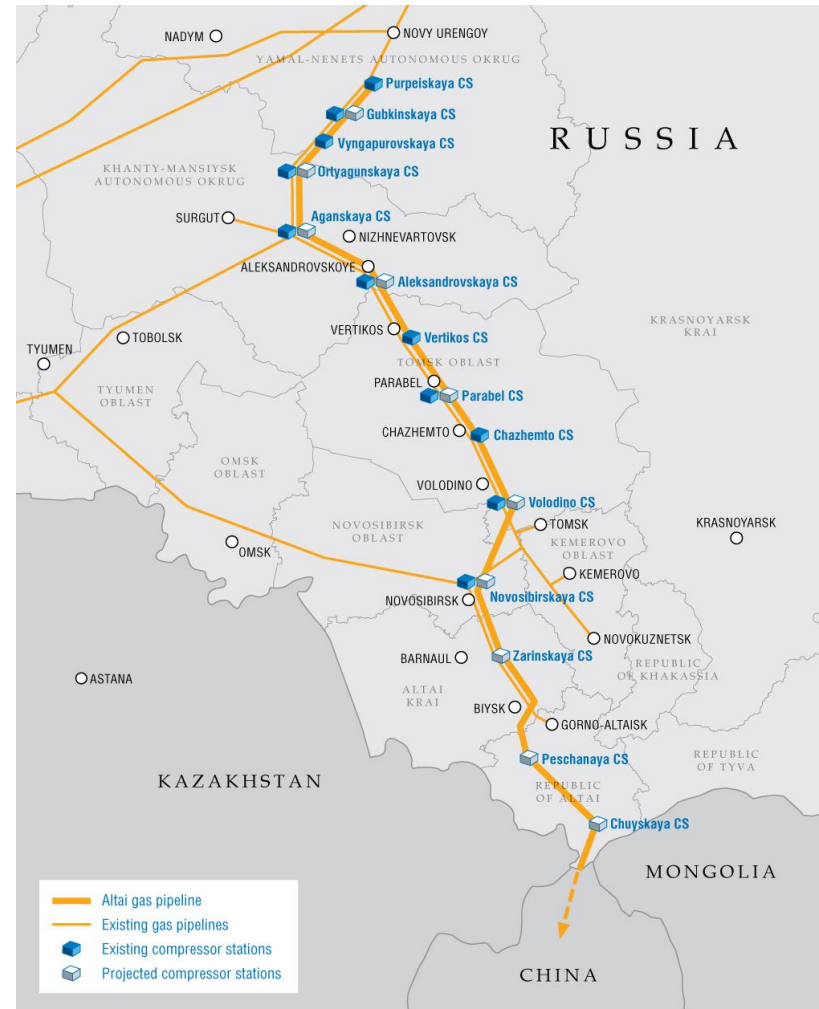 NADYM
NOVY URENGOY
YAMAL-NENETS AUTONOMOUS OKRUG
Purpeiskaya CS
Gubkinskaya CS
RUSSIA
Vyngapurovskaya CS
KHANTY-MANSIYSK
AUTONOMOUS OKRUG
Ortyagunskaya CS
SURGUT
Aganskaya CS
NIZHNEVARTOVSK
ALEKSANDROVSKOYE
Aleksandrovskaya CS
KRASNOYARSK
KRAI
VERTIKOS
Vertikos CS
TOBOLSK
TYUMEN
TOMSK OBLAST
TYUMEN
OBLAST
PARABEL
Parabel CS
CHAZHEMTO
Chazhemto CS
OMSK
OBLAST
VOLODINO
Volodino CS
NOVOSIBIRSK
OBLAST
TOMSK
KRASNOYARSK
OMSK
KEMEROVO
OBLAST
KEMEROVO
NOVOSIBIRSK
Novosibirskaya CS
NOVOKUZNETSK
BARNAUL
Zarinskaya CS
REPUBLIC
OF KHAKASSIA
ASTANA
ALTAI
KRAI
BIYSK
GORNO-ALTAISK
Peschanaya CS
REPUBLIC
OF TYVA
KAZAKHSTAN
REPUBLIC
OF ALTAI
Chuyskaya CS
MONGOLIA
Altai gas pipeline
Existing gas pipelines
Existing compressor stations
Projected compressor stations
CHINA